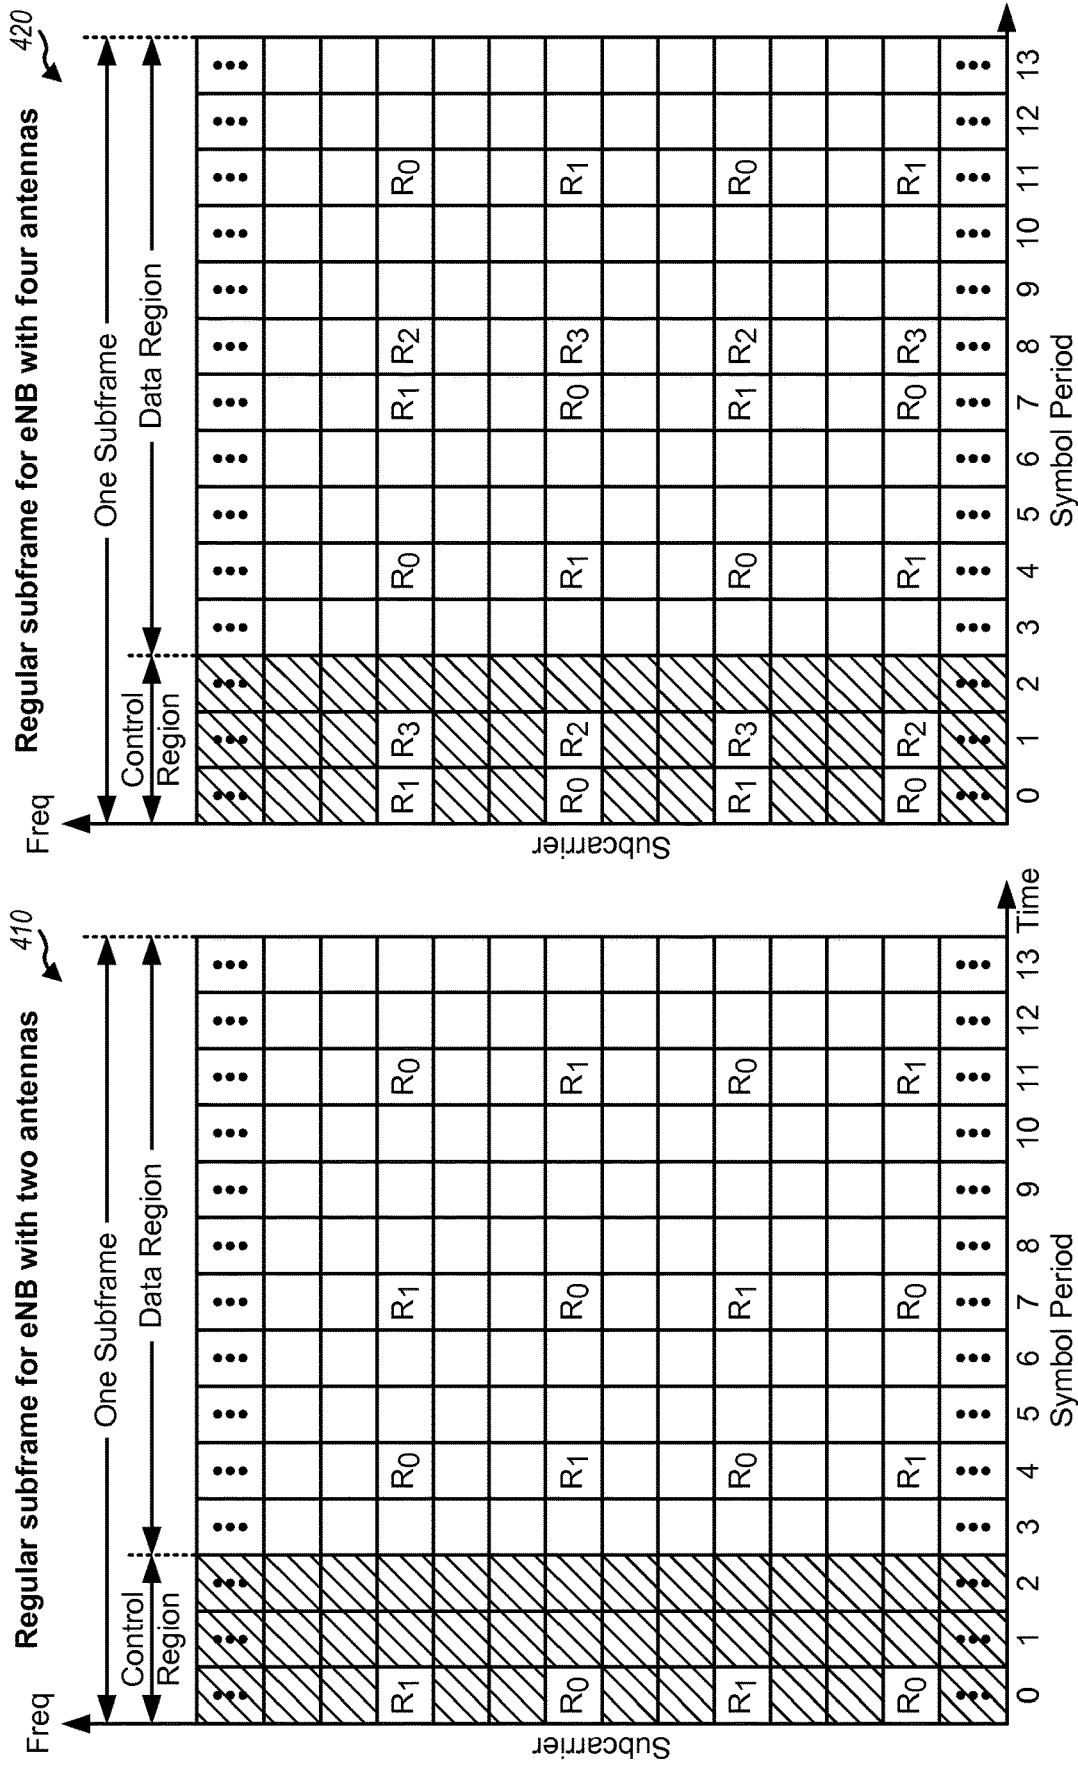 Regular subframe for eNB with two antennas
410
Freq
One Subframe
Control
Region
Data Region
Subcarrier
R1 R0 R1 R0
R0 R1 R0 R1
R1 R0 R1 R0
R0 R1 R0 R1
0 1 2 3 4 5 6 7 8 9 10 11 12 13
Time
Symbol Period
Regular subframe for eNB with four antennas
420
Freq
One Subframe
Control
Region
Data Region
Subcarrier
R1 R3 R0 R1 R2 R0
R0 R2 R1 R0 R3 R1
R1 R3 R0 R1 R2 R0
R0 R2 R1 R0 R3 R1
0 1 2 3 4 5 6 7 8 9 10 11 12 13
Symbol Period